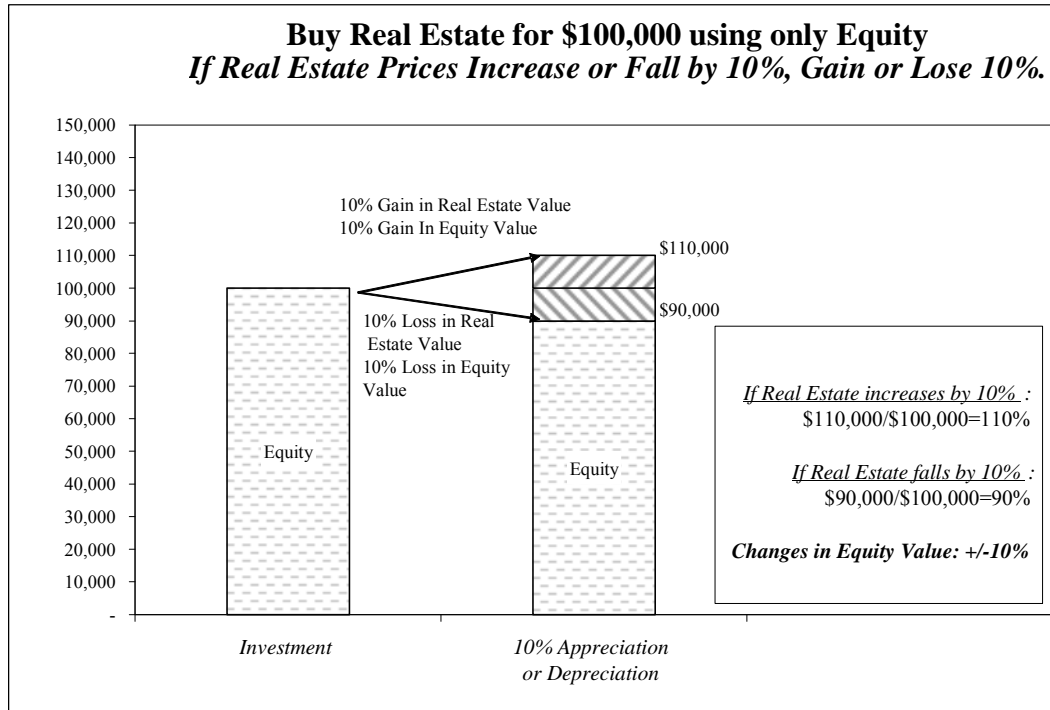 Buy Real Estate for $100,000 using only Equity
If Real Estate Prices Increase or Fall by 10%, Gain or Lose 10%.
150,000
140,000
130,000
120,000
110,000
100,000
90,000
80,000
70,000
60,000
50,000
40,000
30,000
20,000
10,000
-
10% Gain in Real Estate Value
10% Gain In Equity Value
$110,000
$90,000
10% Loss in Real
Estate Value
10% Loss in Equity
Value
Equity
Equity
If Real Estate increases by 10% :
$110,000/$100,000=110%
If Real Estate falls by 10% :
$90,000/$100,000=90%
Changes in Equity Value: +/-10%
Investment
10% Appreciation
or Depreciation